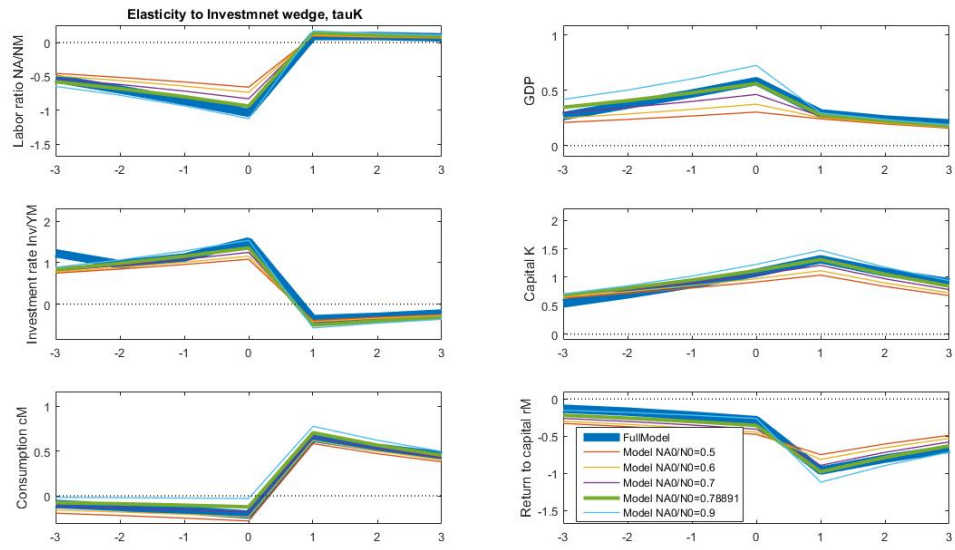 Elasticity to Investmnet wedge, tauK
Labor ratio NA/NM
0
-0.5
-1
-1.5
-3 -2 -1 0 1 2 3
GDP
1
0.5
0
-3 -2 -1 0 1 2 3
Investment rate Inv/YM
2
1
0
-3 -2 -1 0 1 2 3
Capital K
2
1.5
1
0.5
0
-3 -2 -1 0 1 2 3
Consumption cM
1
0.5
0
-3 -2 -1 0 1 2 3
Return to capital rM
0
-0.5
-1
-1.5
FullModel
Model NA0/N0=0.5
Model NA0/N0=0.6
Model NA0/N0=0.7
Model NA0/N0=0.78891
Model NA0/N0=0.9
-3 -2 -1 0 1 2 3